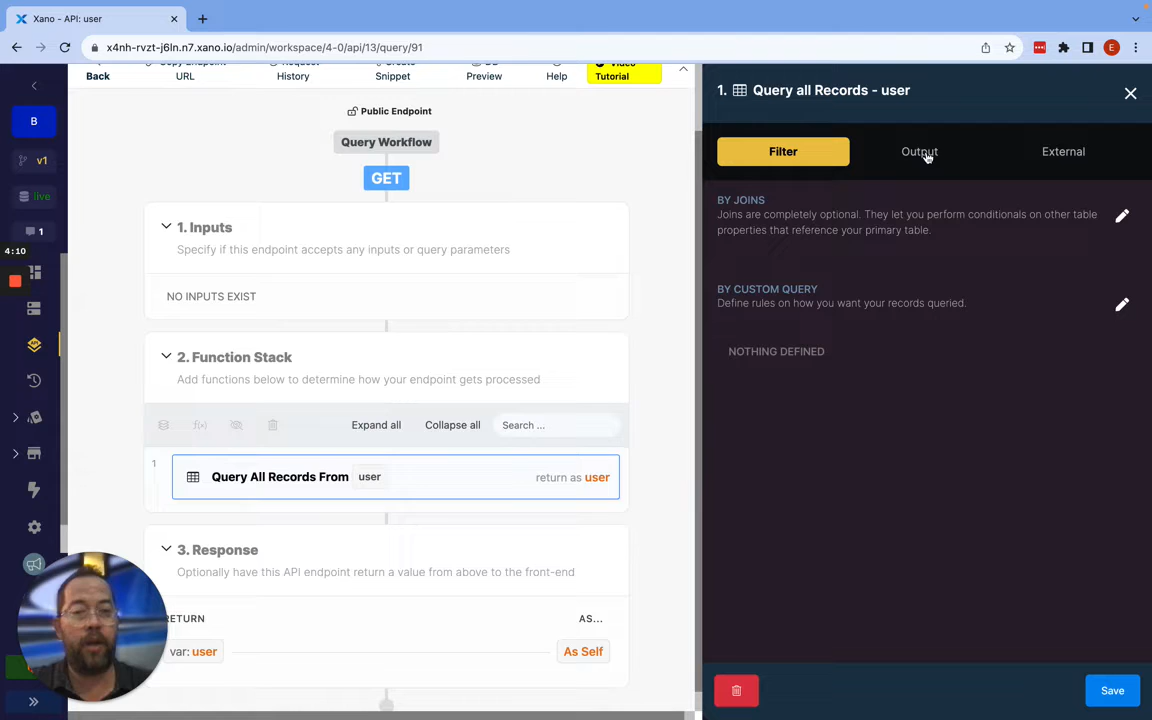 Xano - API: user
x4nh-rvzt-j6ln.n7.xano.io/admin/workspace/4-0/api/13/query/91
E
B
v1
live
1
4:10
Back
Copy Endpoint
URL
Request
History
Create
Snippet
DB
Preview
Help
Video
Tutorial
Public Endpoint
Query Workflow
GET
1. Inputs
Specify if this endpoint accepts any inputs or query parameters
NO INPUTS EXIST
2. Function Stack
Add functions below to determine how your endpoint gets processed
Expand all
Collapse all
Search ...
1
Query All Records From user
return as user
3. Response
Optionally have this API endpoint return a value from above to the front-end
RETURN
AS...
var: user
As Self
1. Query all Records - user
Filter
Output
External
BY JOINS
Joins are completely optional. They let you perform conditionals on other table
properties that reference your primary table.
BY CUSTOM QUERY
Define rules on how you want your records queried.
NOTHING DEFINED
Save